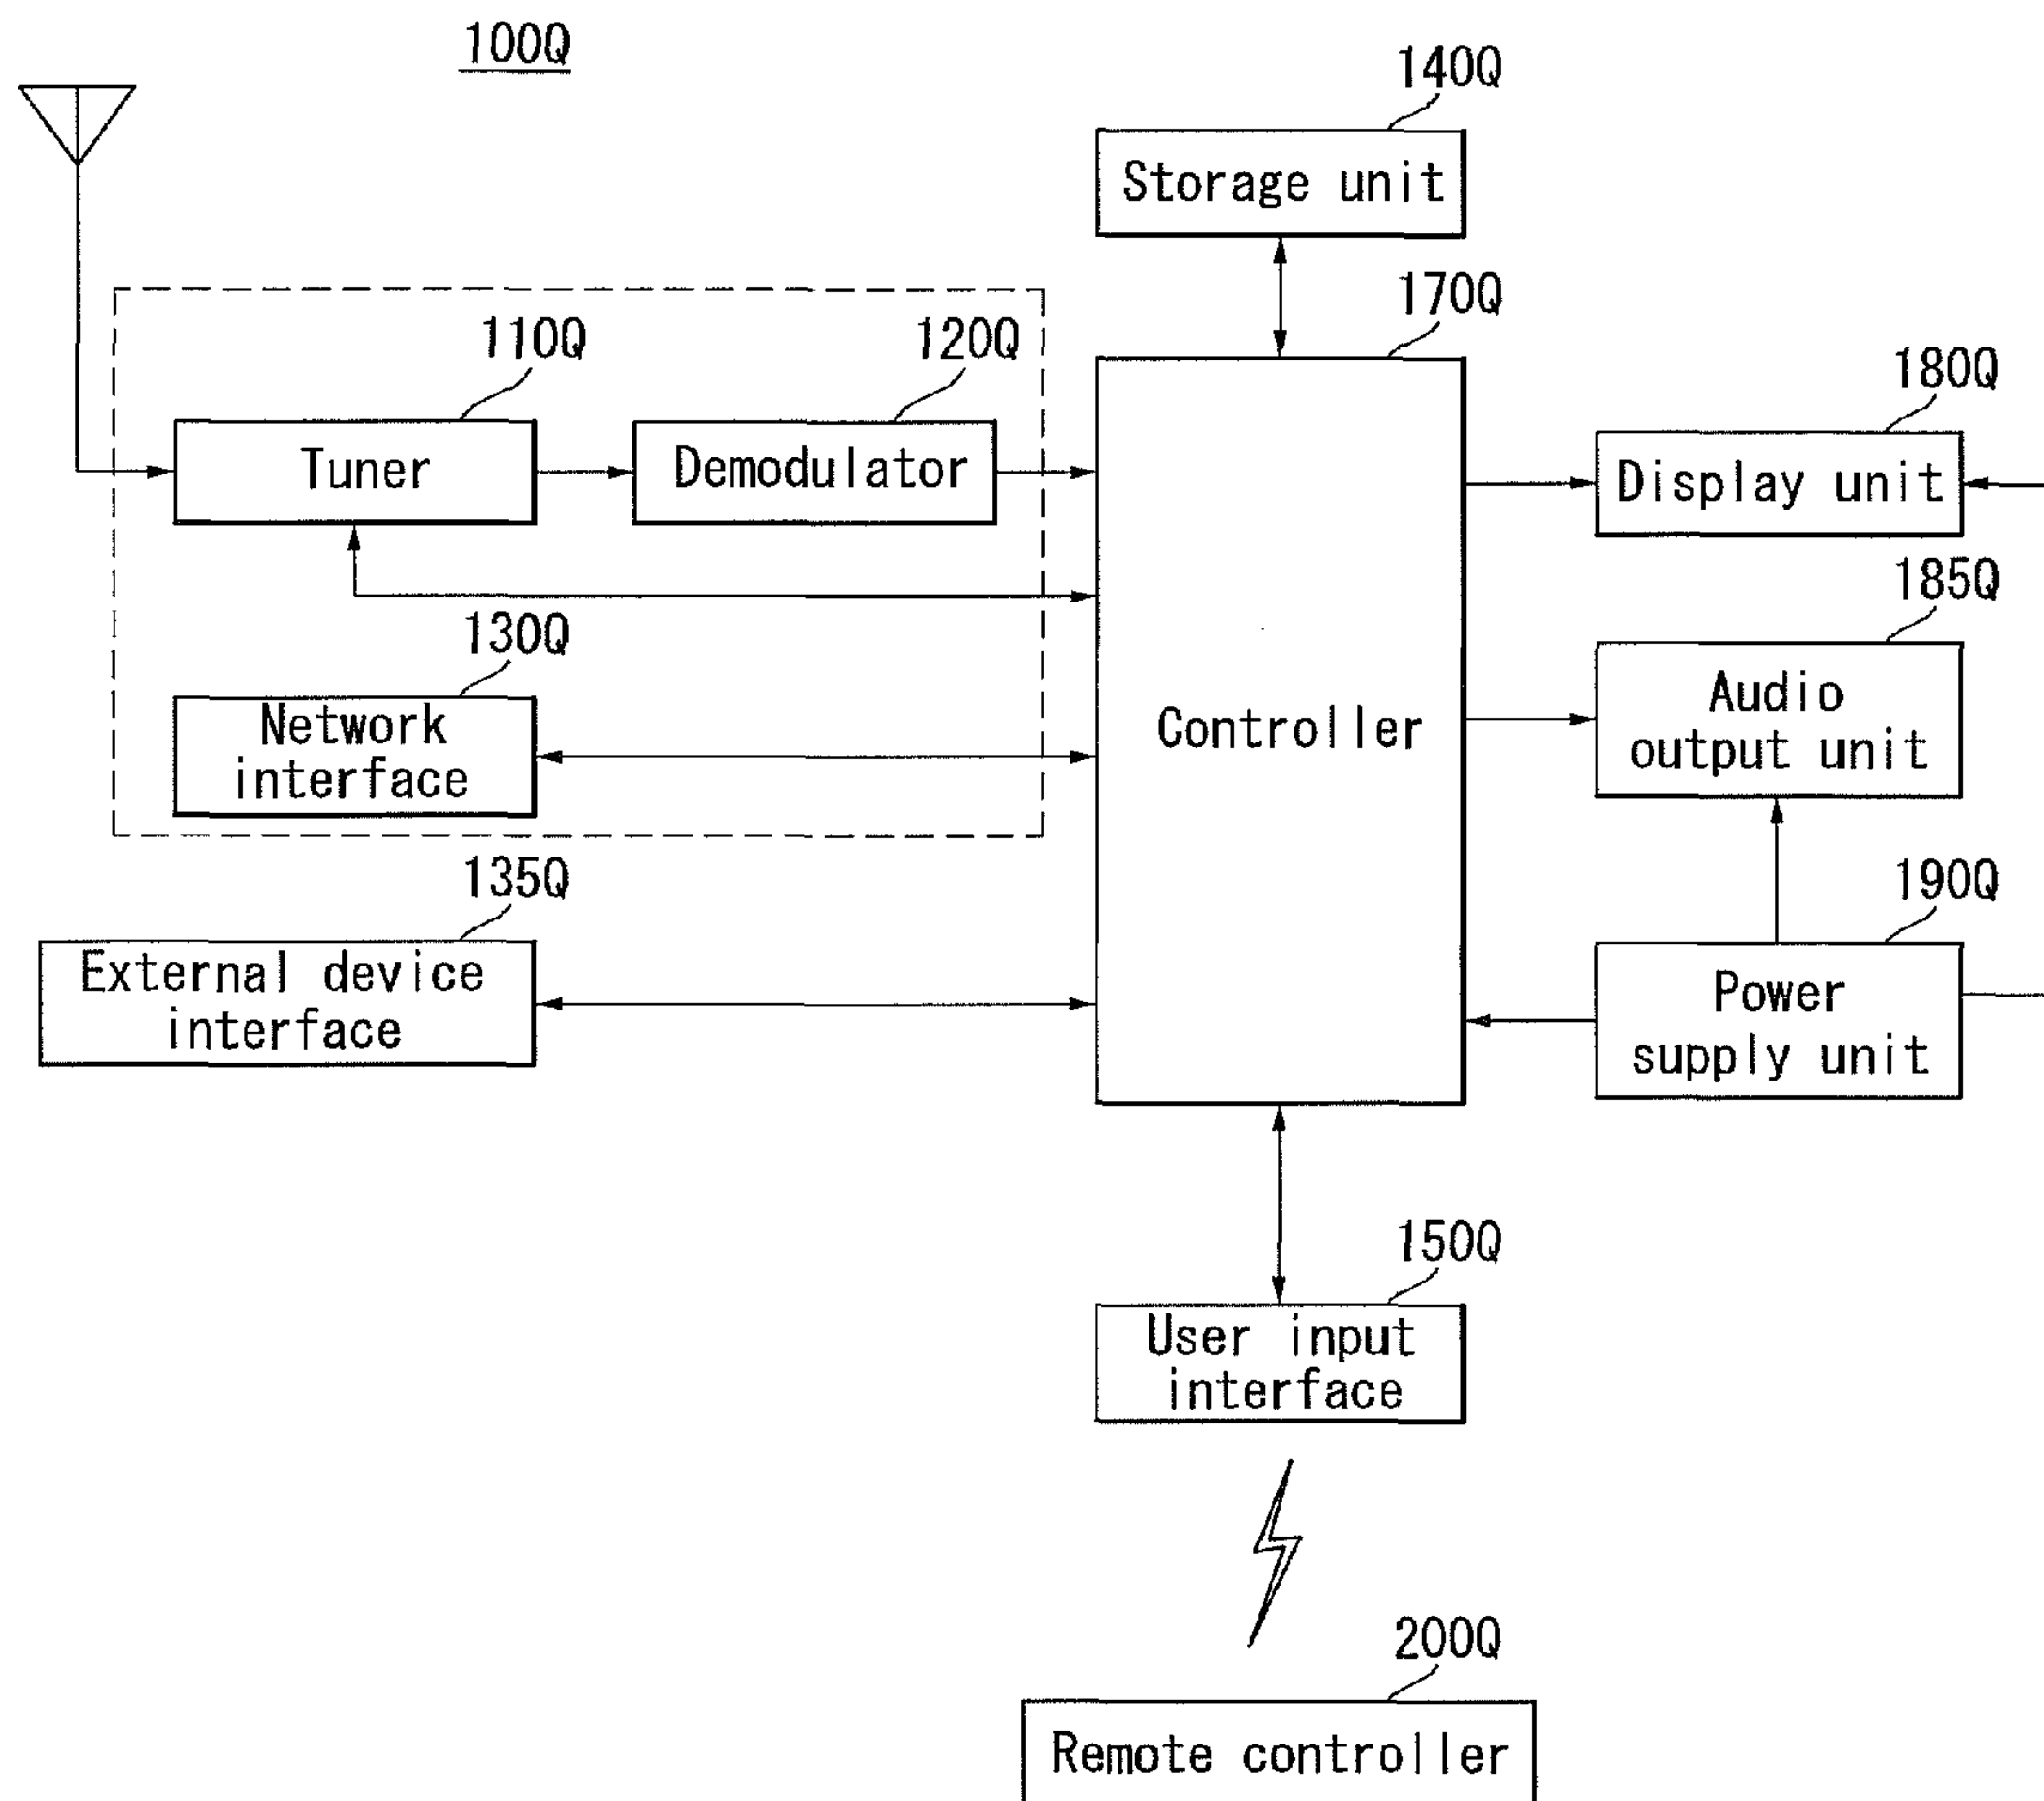 100Q
140Q
Storage unit
170Q
110Q
120Q
Tuner
Demodulator
180Q
Display unit
130Q
Network
interface
Controller
185Q
Audio
output unit
135Q
External device
interface
190Q
Power
supply unit
150Q
User input
interface
200Q
Remote controller